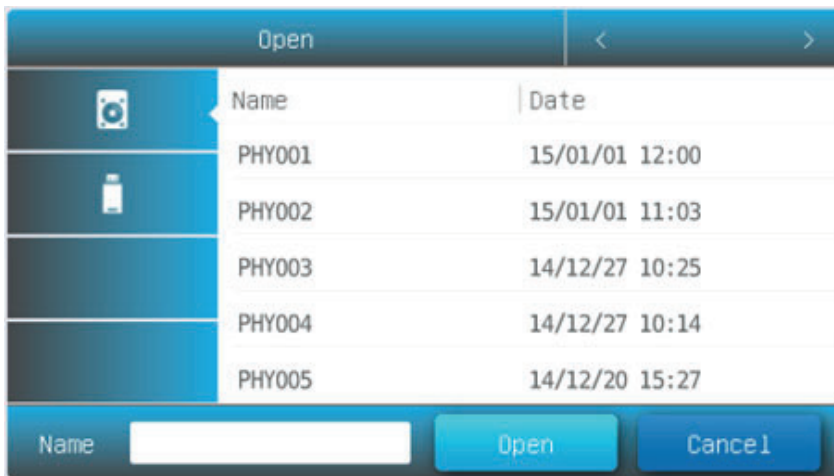 Open < >
Name Date
PHY001 15/01/01 12:00
PHY002 15/01/01 11:03
PHY003 14/12/27 10:25
PHY004 14/12/27 10:14
PHY005 14/12/20 15:27
Name Open Cancel